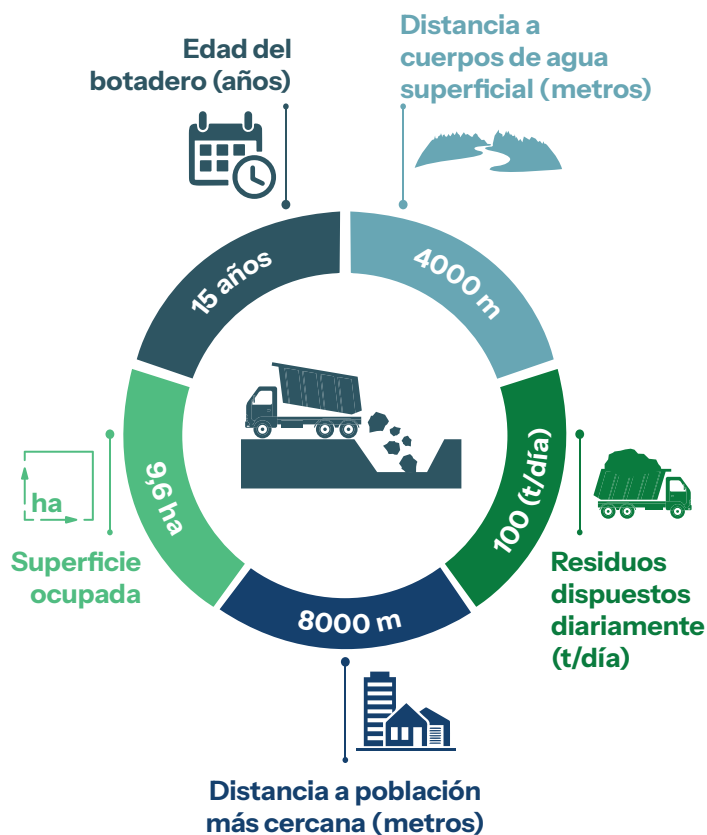 Edad del
botadero (años)
Distancia a
cuerpos de agua
superficial (metros)
15 años
4000 m
9,6 ha
100 (t/día)
8000 m
ha
Superficie
ocupada
Residuos
dispuestos
diariamente
(t/día)
Distancia a población
más cercana (metros)